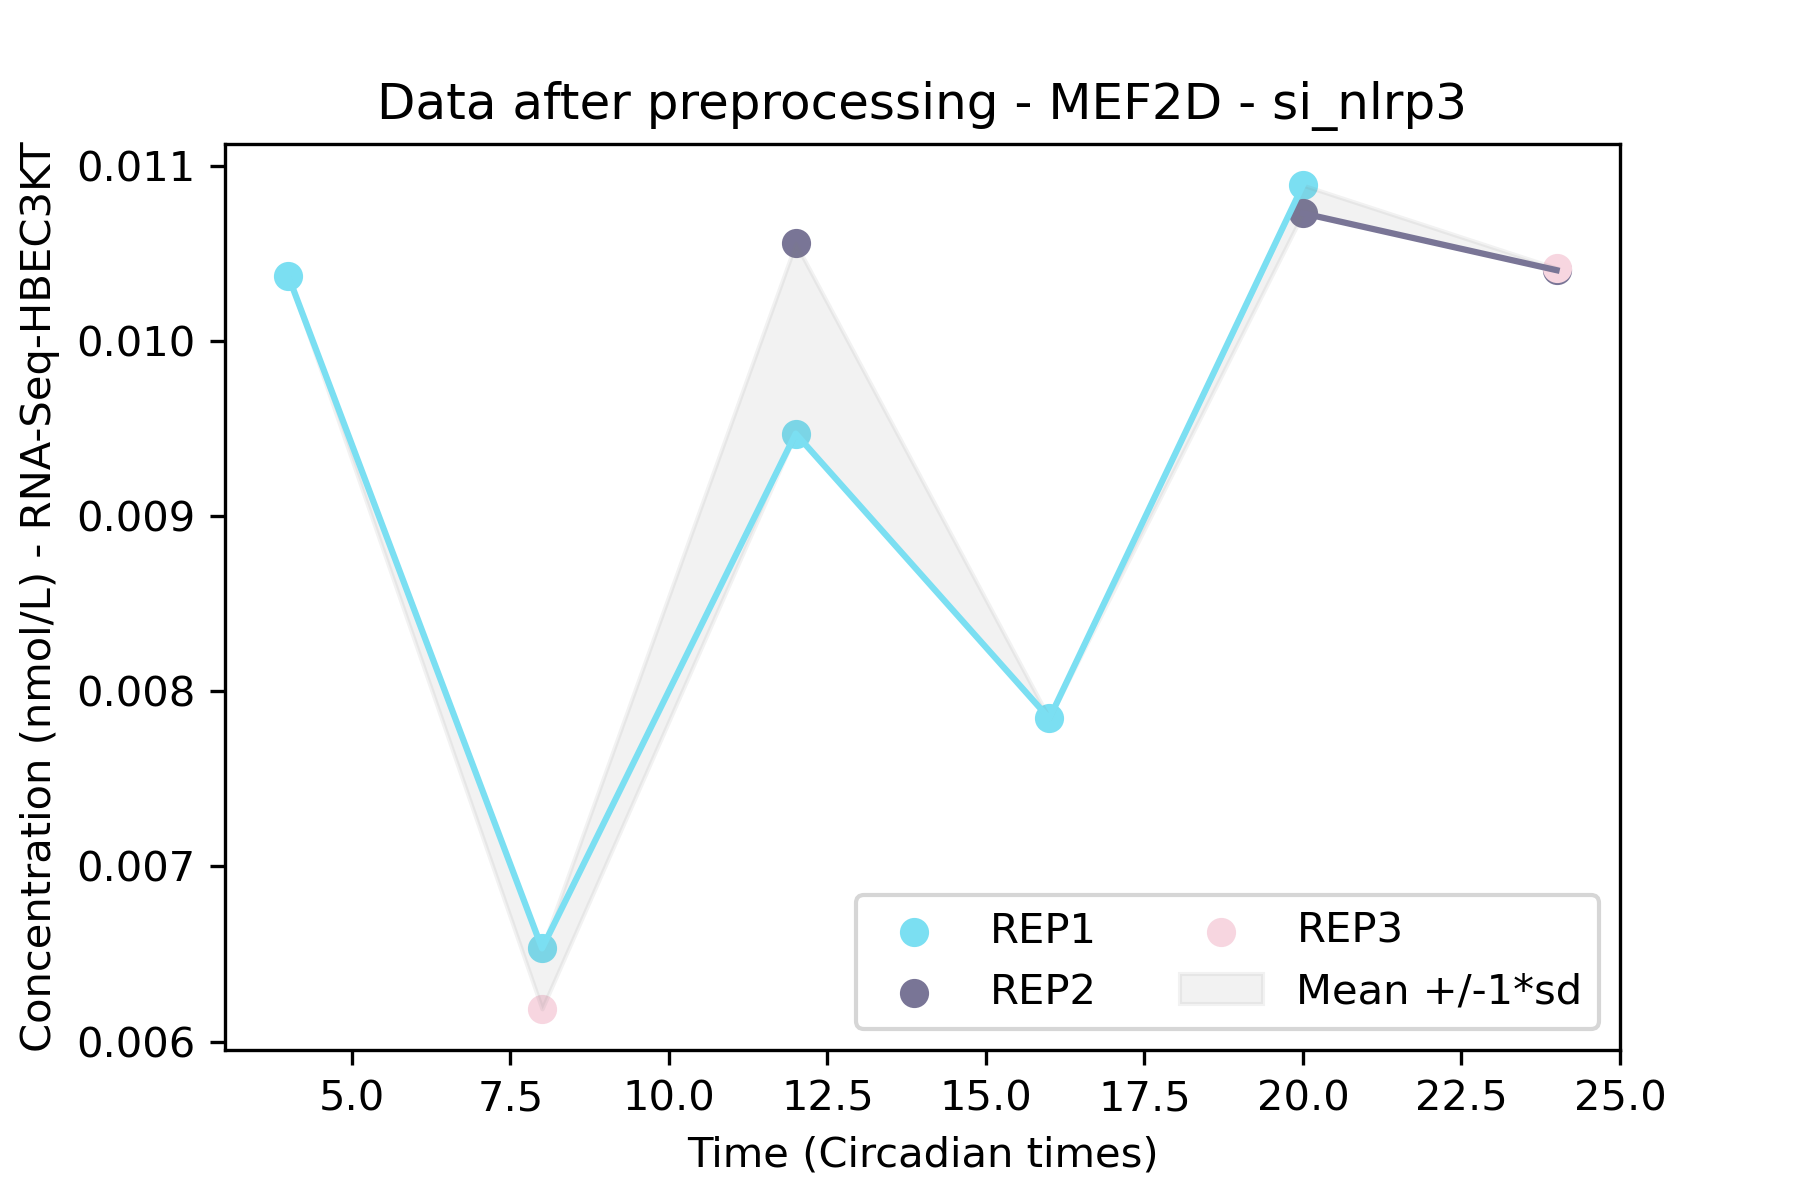 Data after preprocessing - MEF2D - si_nlrp3
Concentration (nmol/L) - RNA-Seq-HBEC3KT
0.011
0.010
0.009
0.008
0.007
0.006
REP1
REP2
REP3
Mean +/-1*sd
5.0 7.5 10.0 12.5 15.0 17.5 20.0 22.5 25.0
Time (Circadian times)